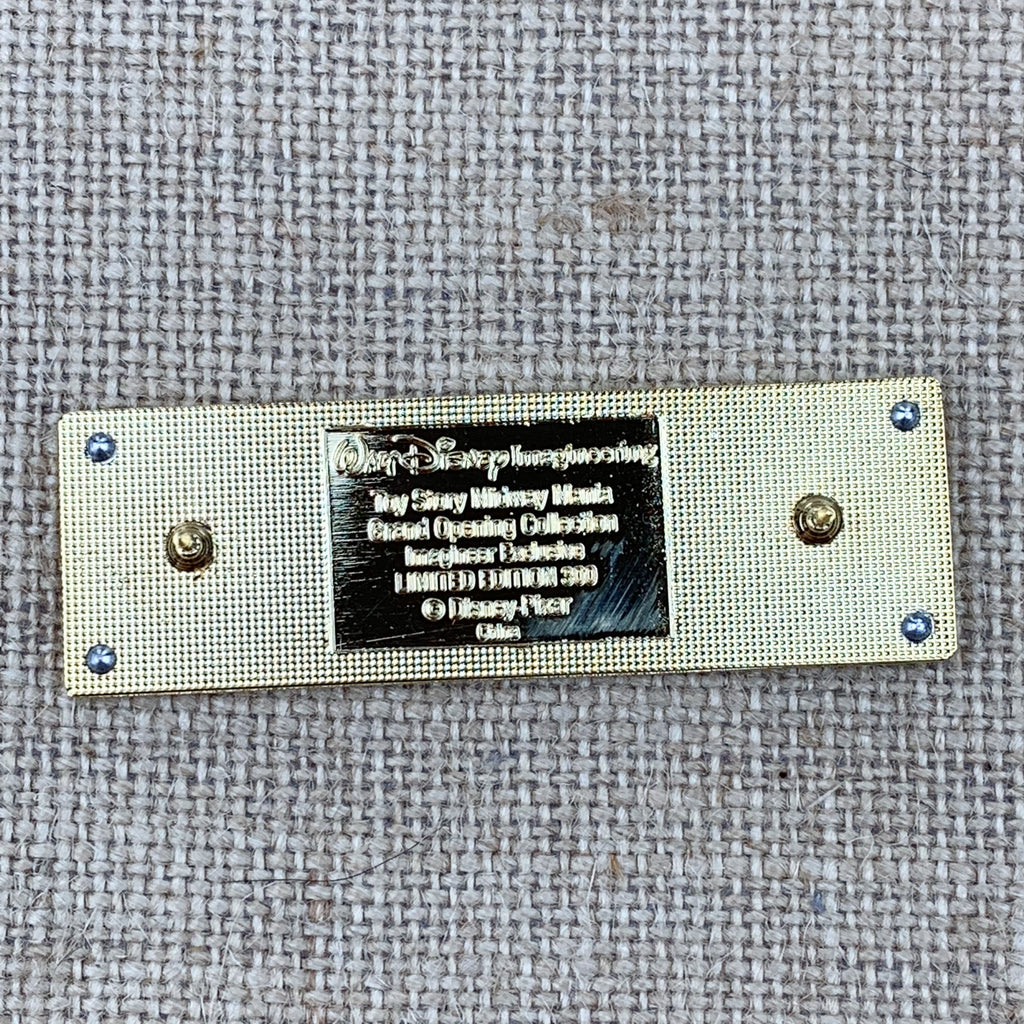 Walt Disney Imagineering
Toy Story Midway Mania
Grand Opening Collection
Imagineer Exclusive
LIMITED EDITION 300
© Disney-Pixar
China